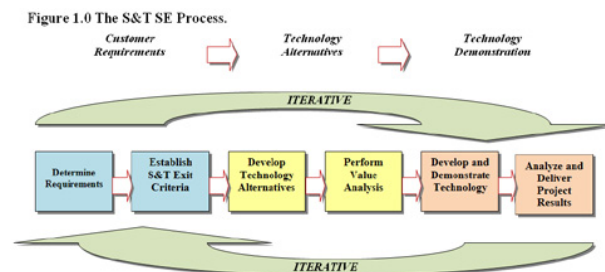 Figure 1.0 The S&T SE Process.
Customer
Requirements
Technology
Alternatives
Technology
Demonstration
ITERATIVE
Determine
Requirements
Establish
S&T Exit
Criteria
Develop
Technology
Alternatives
Perform
Value
Analysis
Develop and
Demonstrate
Technology
Analyze and
Deliver
Project
Results
ITERATIVE